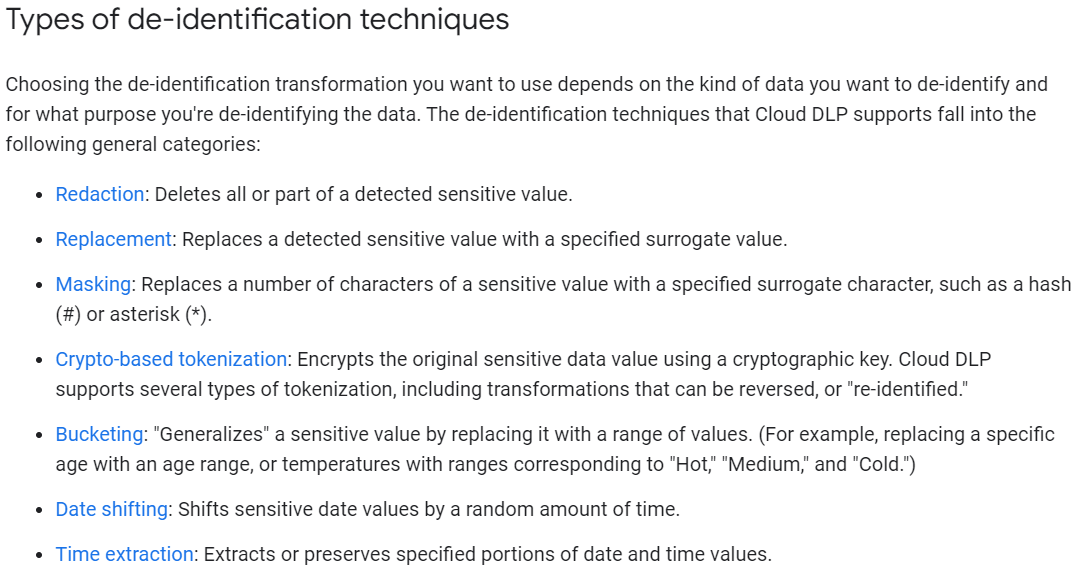 Types of de-identification techniques
Choosing the de-identification transformation you want to use depends on the kind of data you want to de-identify and
for what purpose you're de-identifying the data. The de-identification techniques that Cloud DLP supports fall into the
following general categories:
• Redaction: Deletes all or part of a detected sensitive value.
• Replacement: Replaces a detected sensitive value with a specified surrogate value.
• Masking: Replaces a number of characters of a sensitive value with a specified surrogate character, such as a hash
(#) or asterisk (*).
• Crypto-based tokenization: Encrypts the original sensitive data value using a cryptographic key. Cloud DLP
supports several types of tokenization, including transformations that can be reversed, or "re-identified."
• Bucketing: "Generalizes" a sensitive value by replacing it with a range of values. (For example, replacing a specific
age with an age range, or temperatures with ranges corresponding to "Hot," "Medium," and "Cold.")
• Date shifting: Shifts sensitive date values by a random amount of time.
• Time extraction: Extracts or preserves specified portions of date and time values.